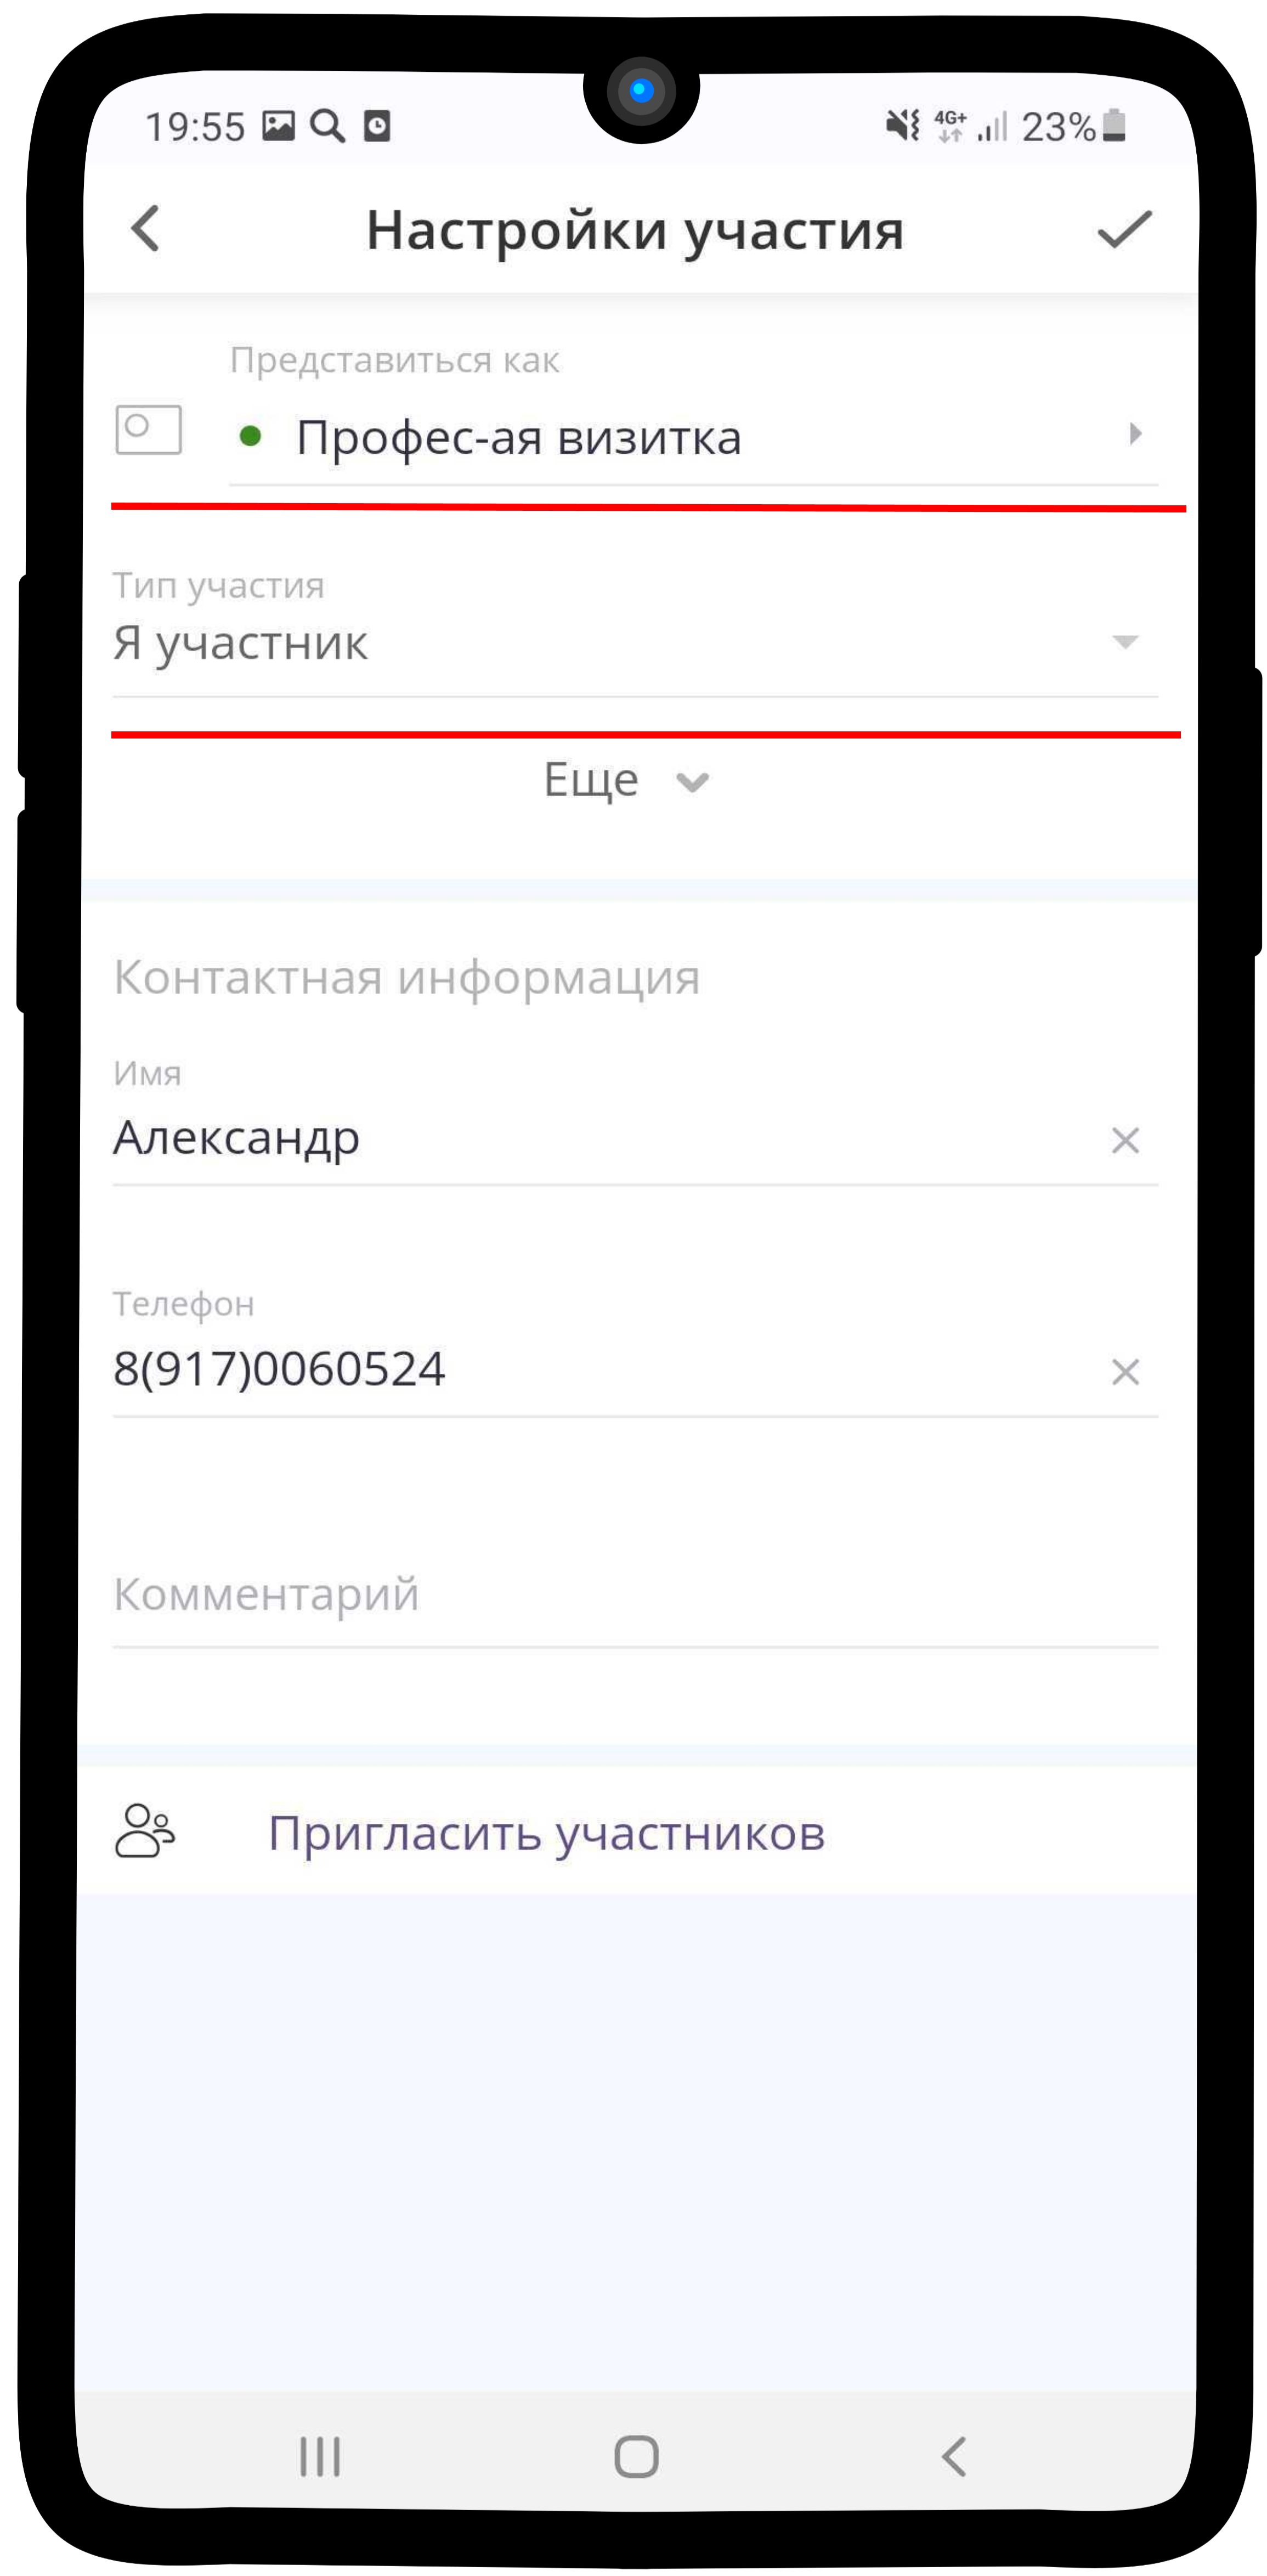 19:55
4G+
23%
Настройки участия
Представиться как
Профес-ая визитка
Тип участия
Я участник
Еще
Контактная информация
Имя
Александр
Телефон
8(917)0060524
Комментарий
Пригласить участников